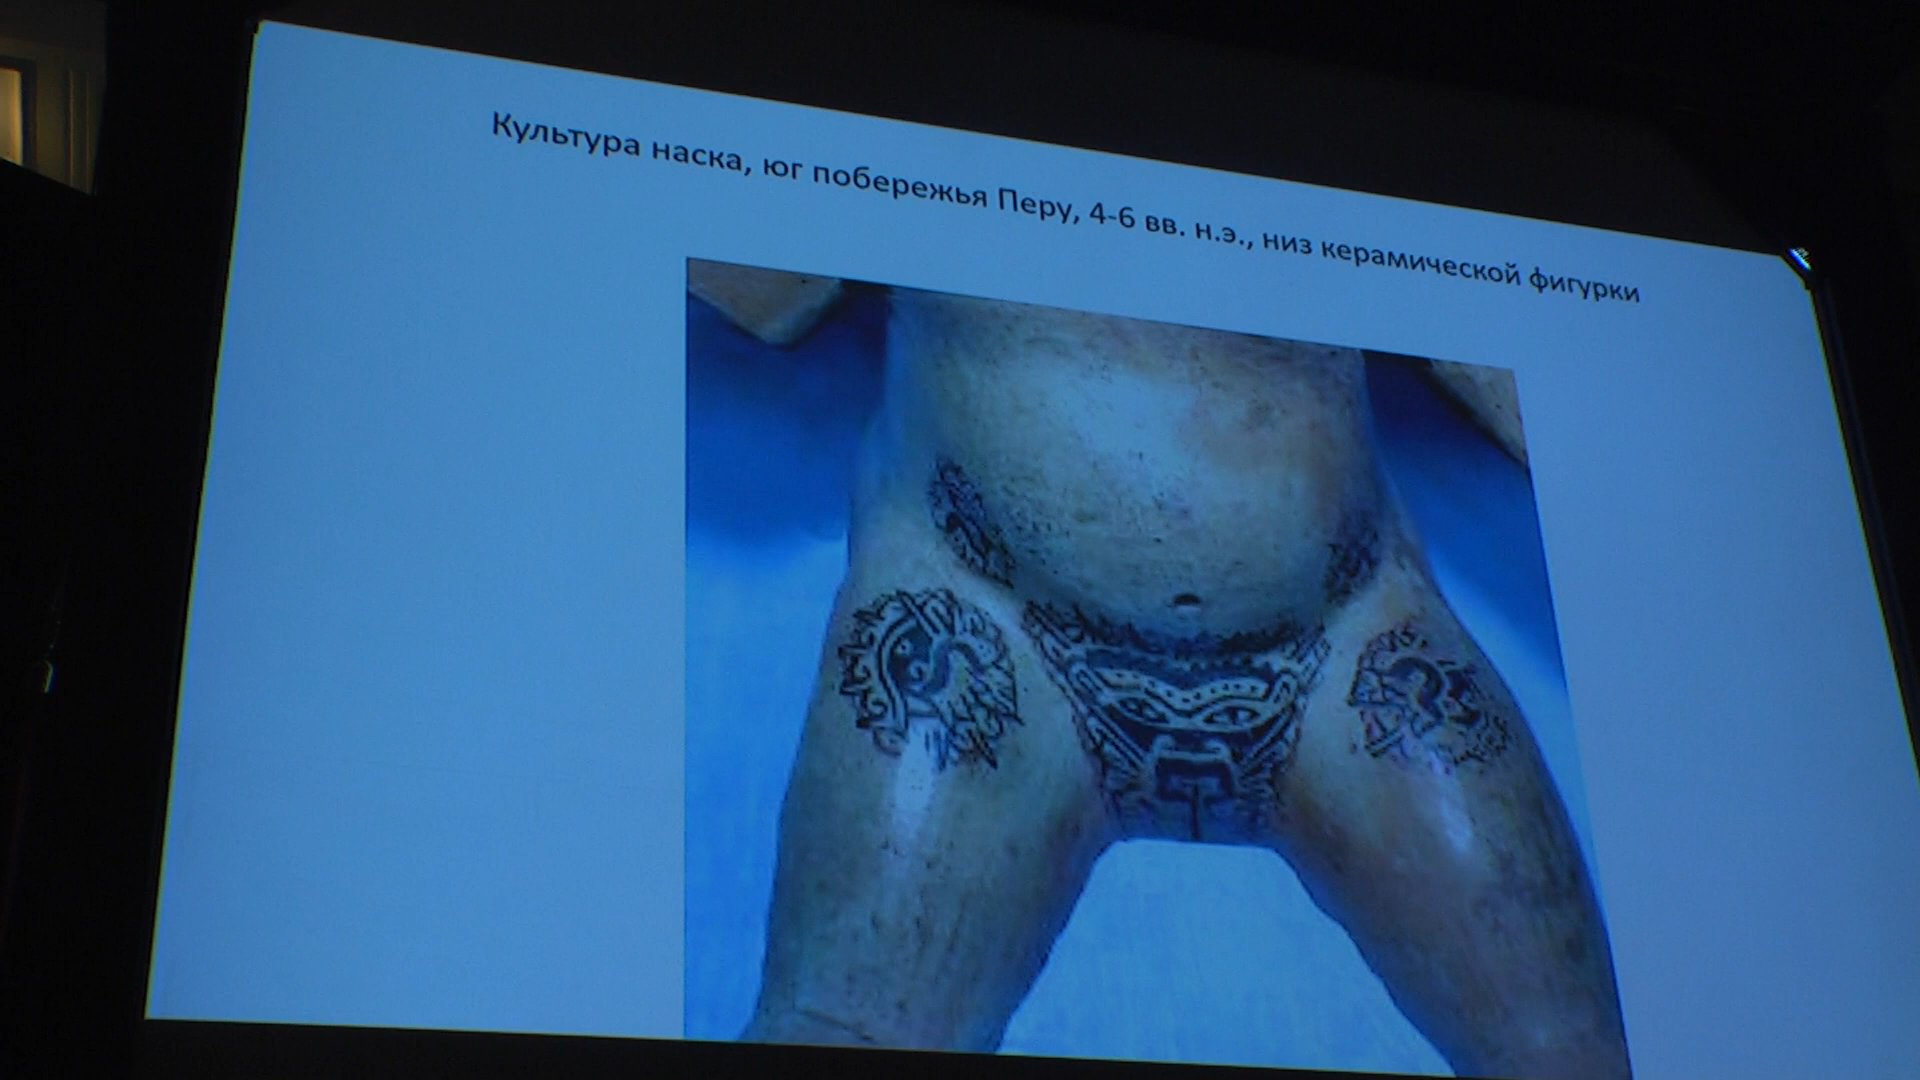 Культура наска, юг побережья Перу, 4-6 вв. н.э., низ керамической фигурки